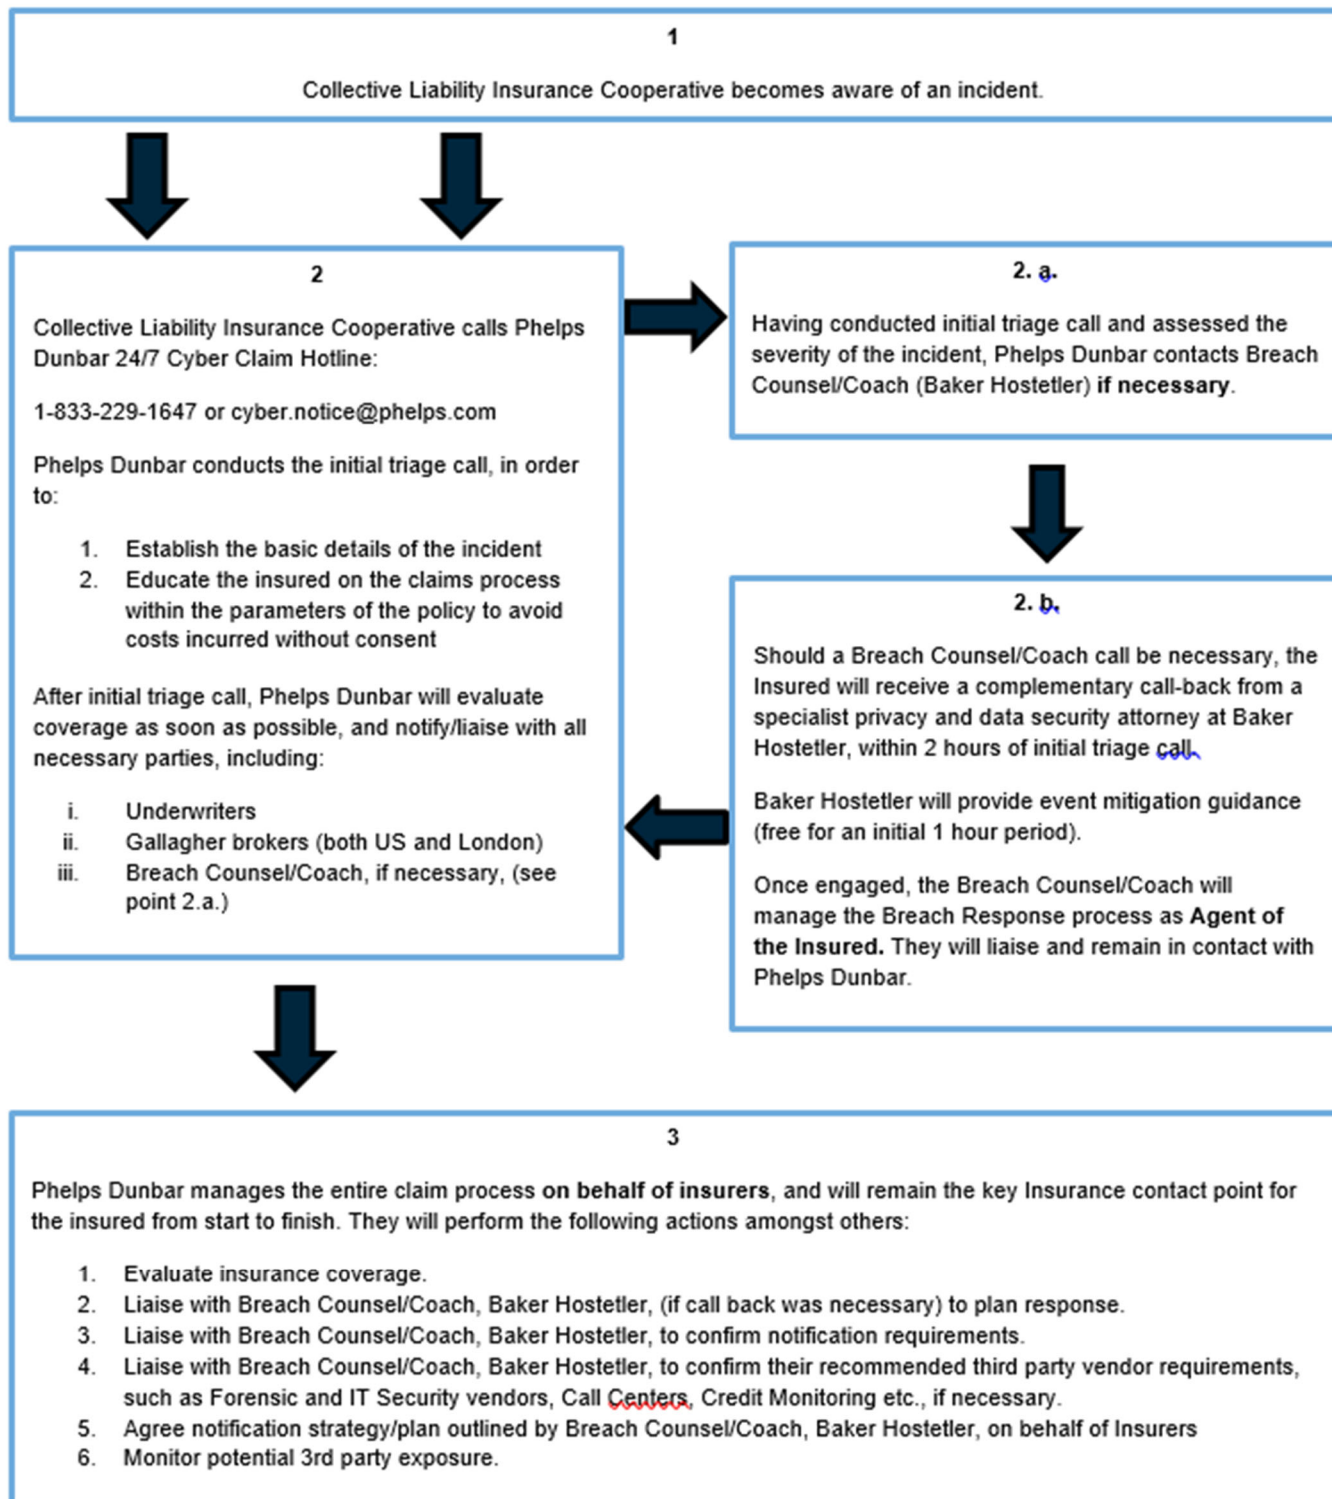 1
Collective Liability Insurance Cooperative becomes aware of an incident.
2
Collective Liability Insurance Cooperative calls Phelps
Dunbar 24/7 Cyber Claim Hotline:
1-833-229-1647 or cyber.notice@phelps.com
Phelps Dunbar conducts the initial triage call, in order
to:
1. Establish the basic details of the incident
2. Educate the insured on the claims process
within the parameters of the policy to avoid
costs incurred without consent
After initial triage call, Phelps Dunbar will evaluate
coverage as soon as possible, and notify/liaise with all
necessary parties, including:
i. Underwriters
ii. Gallagher brokers (both US and London)
iii. Breach Counsel/Coach, if necessary, (see
point 2.a.)
2. a.
Having conducted initial triage call and assessed the
severity of the incident, Phelps Dunbar contacts Breach
Counsel/Coach (Baker Hostetler) if necessary.
2. b.
Should a Breach Counsel/Coach call be necessary, the
Insured will receive a complementary call-back from a
specialist privacy and data security attorney at Baker
Hostetler, within 2 hours of initial triage call.
Baker Hostetler will provide event mitigation guidance
(free for an initial 1 hour period).
Once engaged, the Breach Counsel/Coach will
manage the Breach Response process as Agent of
the Insured. They will liaise and remain in contact with
Phelps Dunbar.
3
Phelps Dunbar manages the entire claim process on behalf of insurers, and will remain the key Insurance contact point for
the insured from start to finish. They will perform the following actions amongst others:
1. Evaluate insurance coverage.
2. Liaise with Breach Counsel/Coach, Baker Hostetler, (if call back was necessary) to plan response.
3. Liaise with Breach Counsel/Coach, Baker Hostetler, to confirm notification requirements.
4. Liaise with Breach Counsel/Coach, Baker Hostetler, to confirm their recommended third party vendor requirements,
such as Forensic and IT Security vendors, Call Centers, Credit Monitoring etc., if necessary.
5. Agree notification strategy/plan outlined by Breach Counsel/Coach, Baker Hostetler, on behalf of Insurers
6. Monitor potential 3rd party exposure.